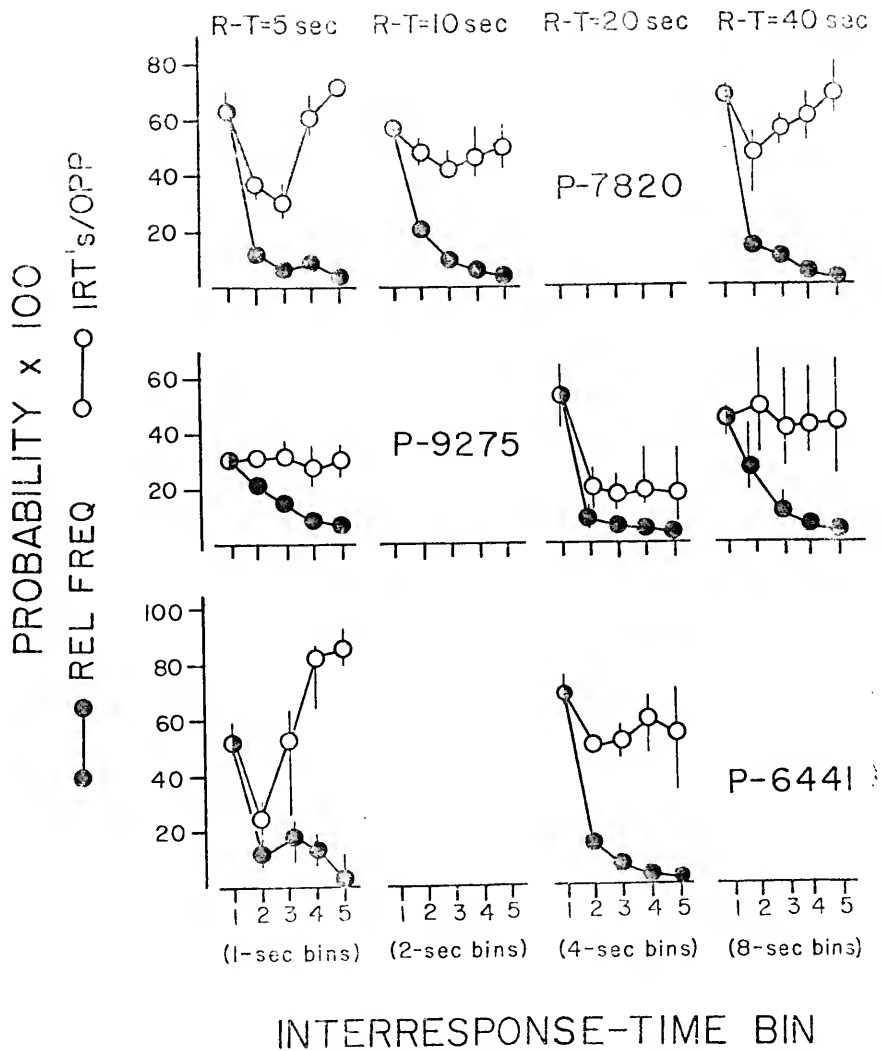 R-T=5 sec R-T=10 sec R-T=20 sec R-T=40 sec
PROBABILITY x 100
REL FREQ IRT's/OPP
80
60
40
20
P-7820
60
40
20
P-9275
100
80
60
40
20
P-6441
1 2 3 4 5 1 2 3 4 5 1 2 3 4 5 1 2 3 4 5
(1-sec bins) (2-sec bins) (4-sec bins) (8-sec bins)
INTERRESPONSE-TIME BIN